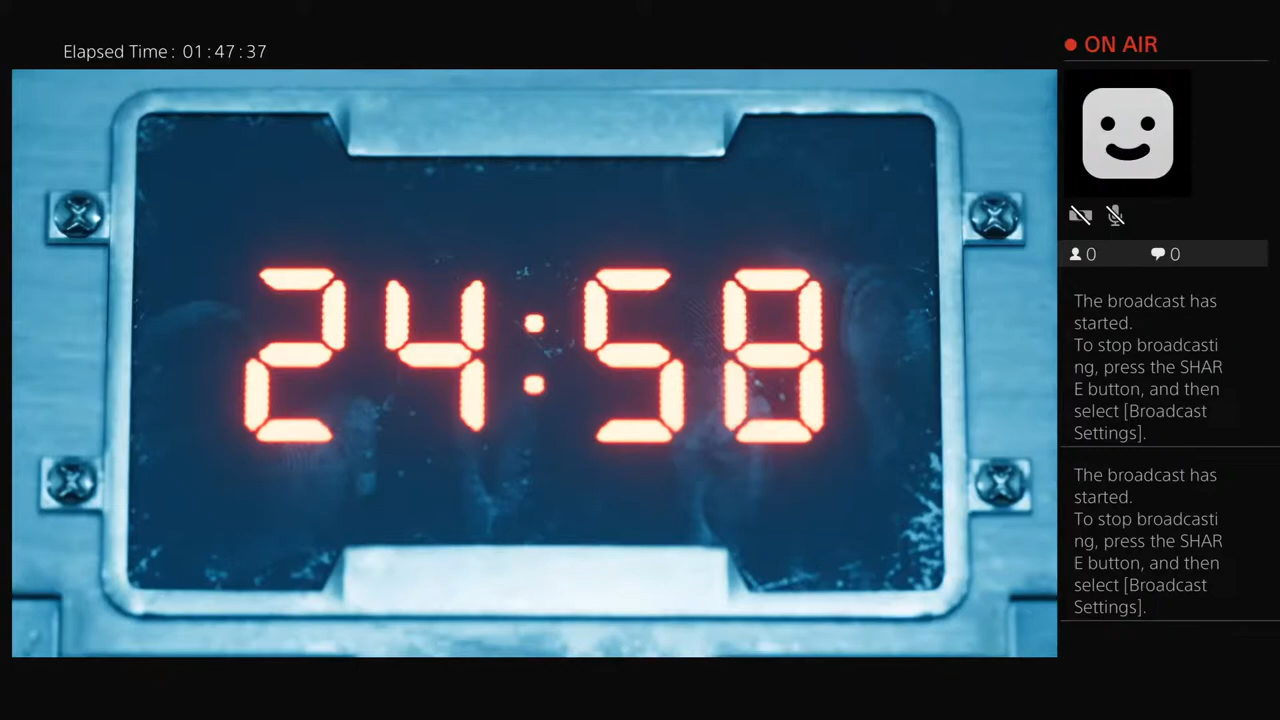 Elapsed Time: 01:47:37
ON AIR
24:58
0 0
The broadcast has
started.
To stop broadcasti
ng, press the SHAR
E button, and then
select [Broadcast
Settings].
The broadcast has
started.
To stop broadcasti
ng, press the SHAR
E button, and then
select [Broadcast
Settings].